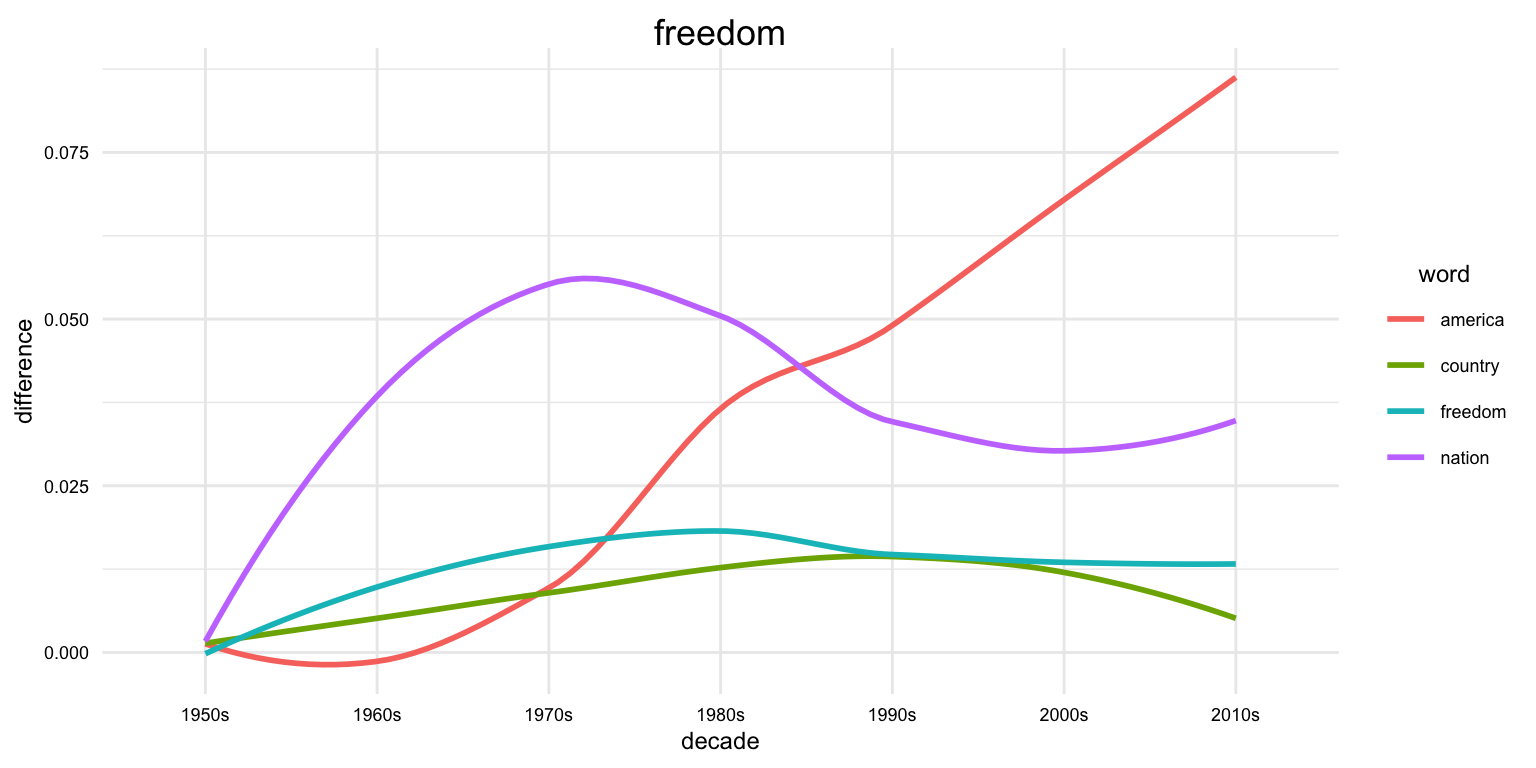 freedom
difference
0.075
0.050
0.025
0.000
1950s 1960s 1970s 1980s 1990s 2000s 2010s
decade
word
america
country
freedom
nation